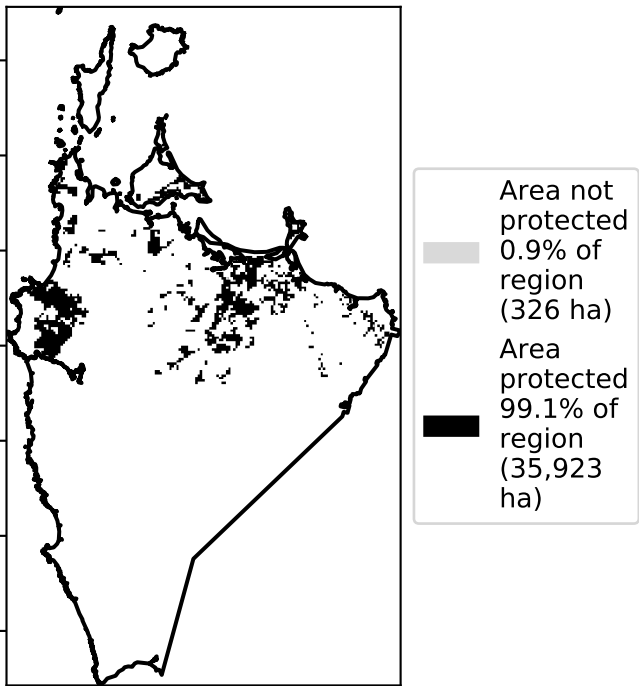 Area not
protected
0.9% of
region
(326 ha)
Area
protected
99.1% of
region
(35,923
ha)